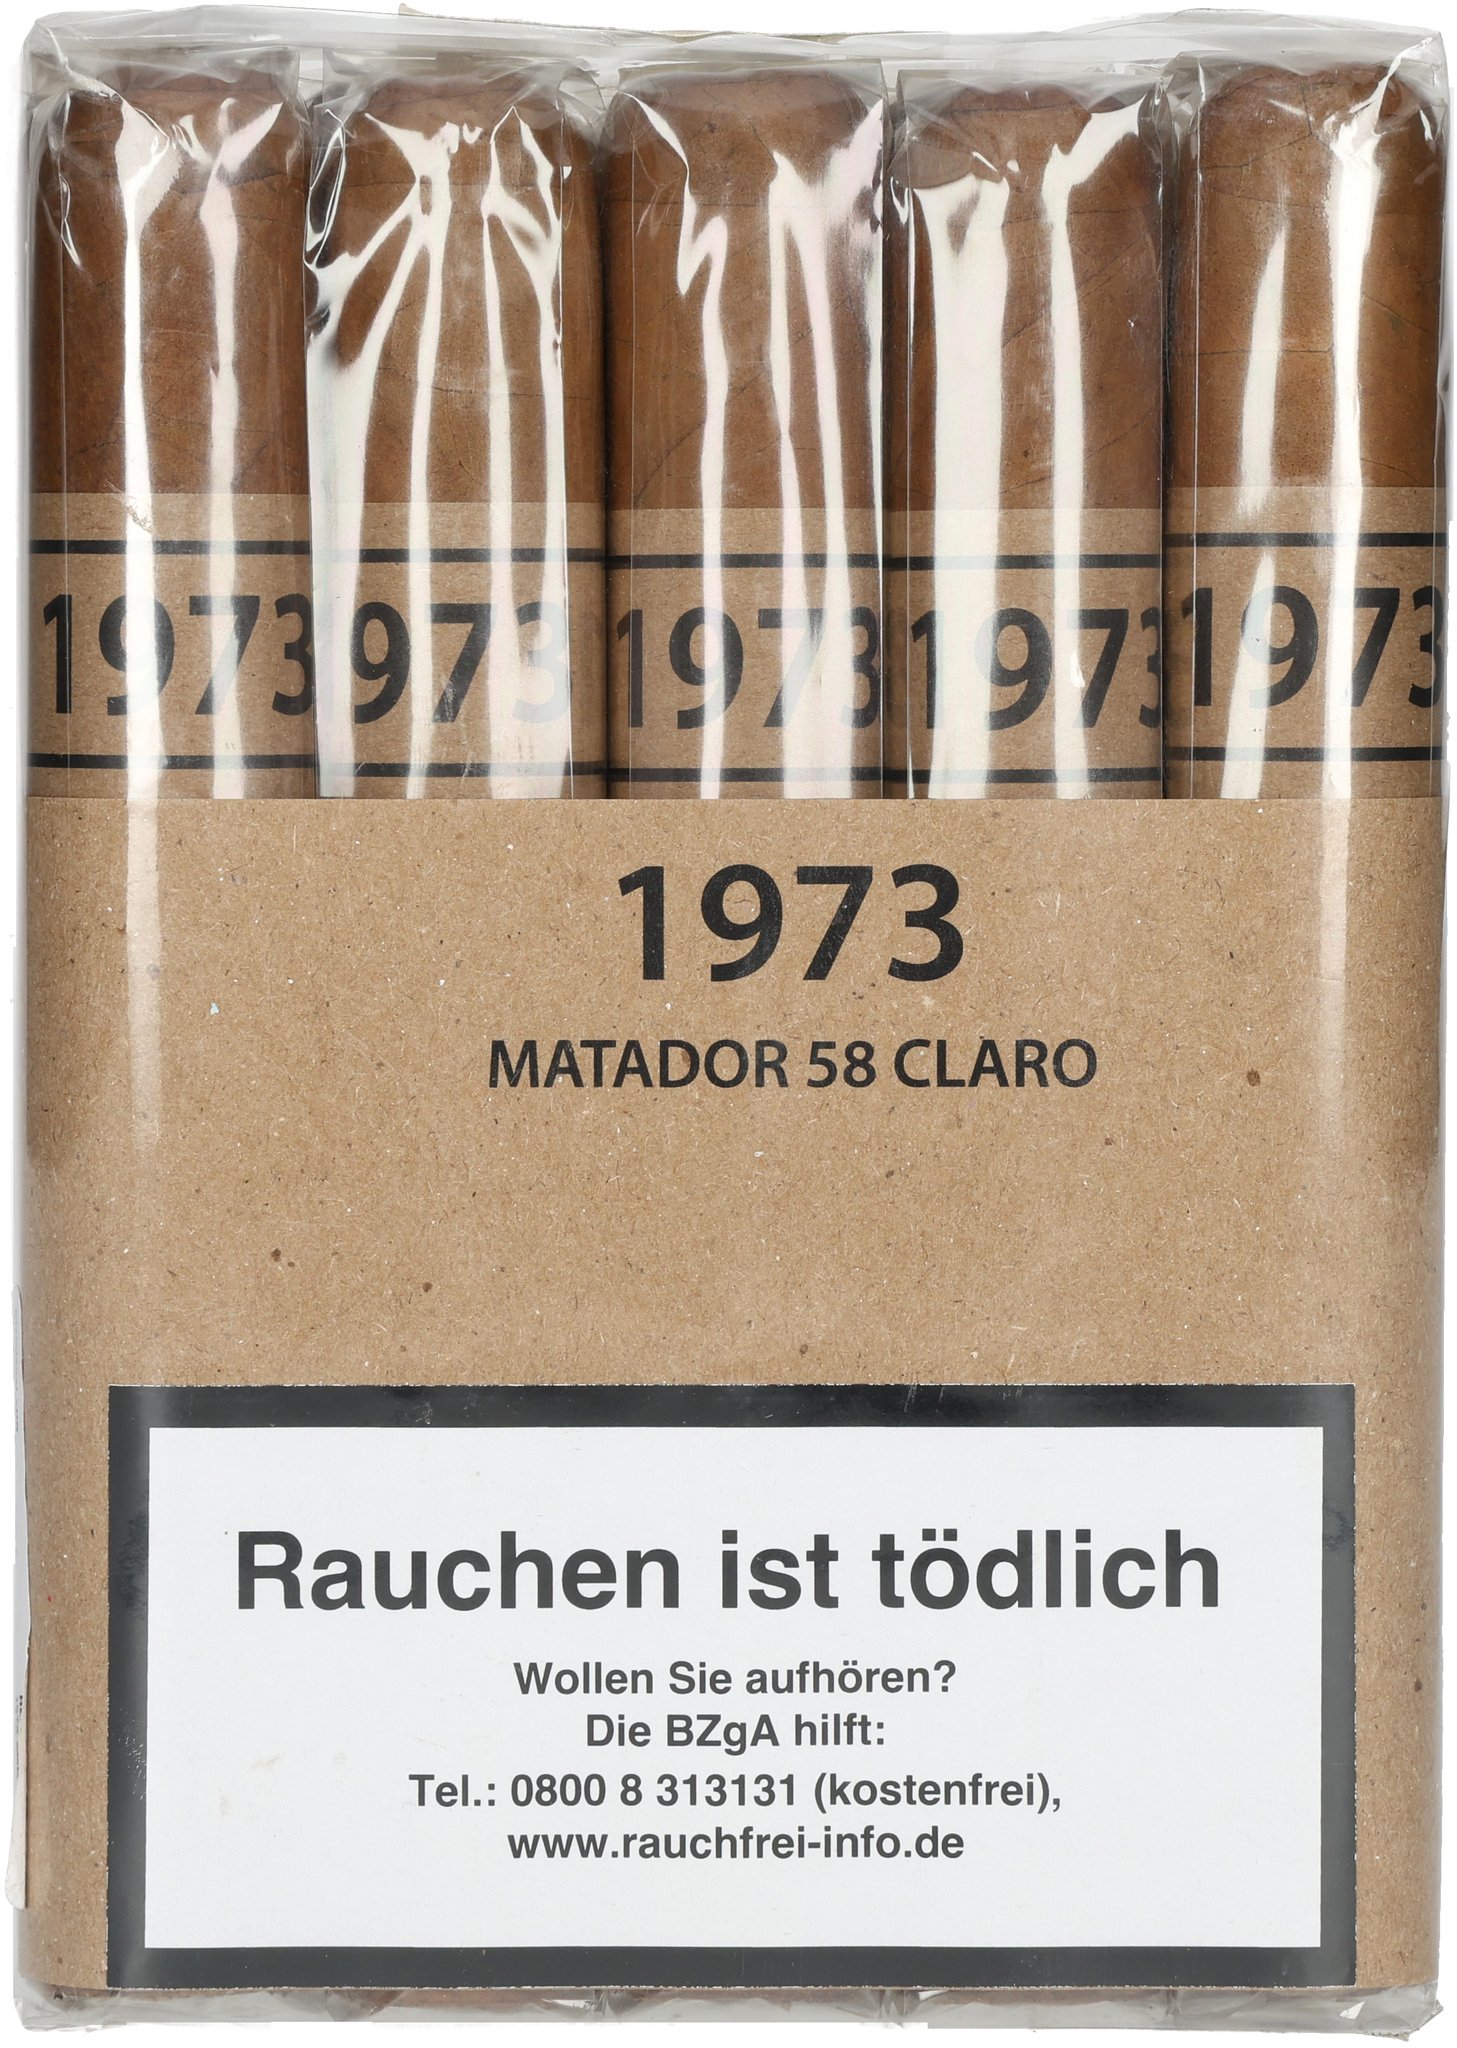 1973 973 1973 1973 1973
1973
MATADOR 58 CLARO
Rauchen ist tödlich
Wollen Sie aufhören?
Die BZgA hilft:
Tel.: 0800 8 313131 (kostenfrei),
www.rauchfrei-info.de